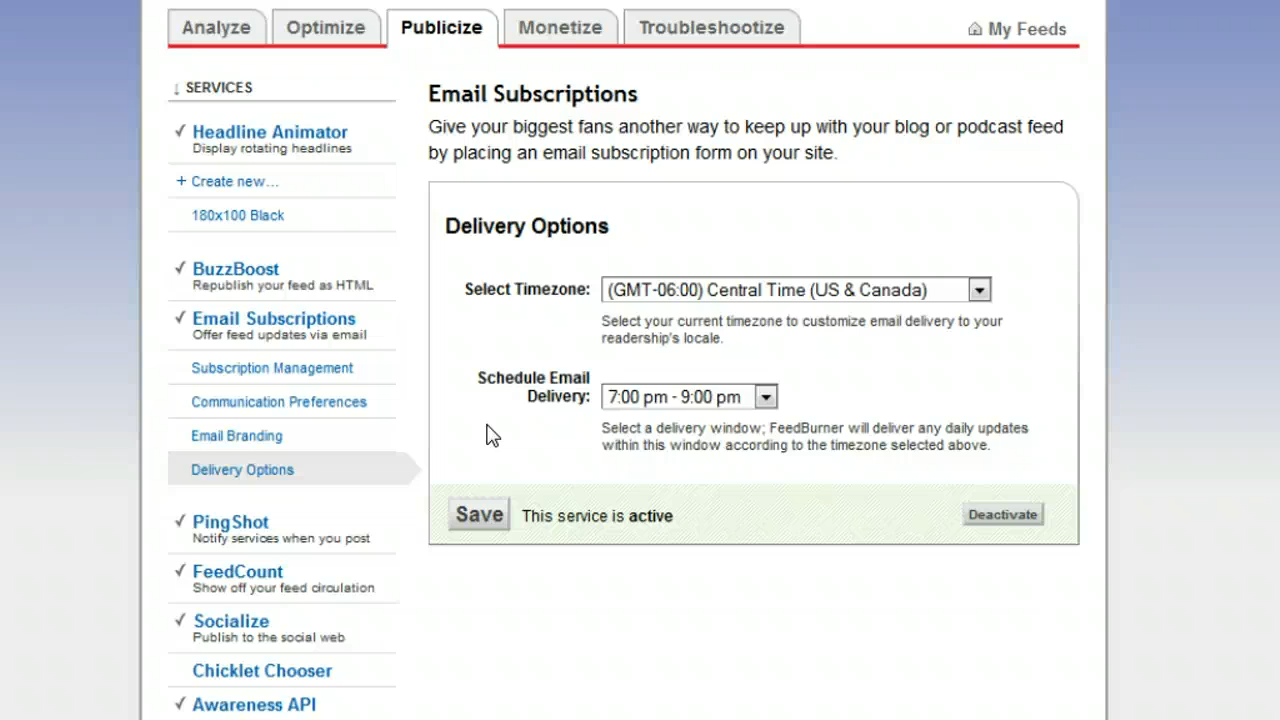 Analyze
Optimize
Publicize
Monetize
Troubleshootize
My Feeds
↓ SERVICES
✓ Headline Animator
Display rotating headlines
+ Create new...
180x100 Black
✓ BuzzBoost
Republish your feed as HTML
✓ Email Subscriptions
Offer feed updates via email
Subscription Management
Communication Preferences
Email Branding
Delivery Options
✓ PingShot
Notify services when you post
✓ FeedCount
Show off your feed circulation
✓ Socialize
Publish to the social web
Chicklet Chooser
✓ Awareness API
Email Subscriptions
Give your biggest fans another way to keep up with your blog or podcast feed
by placing an email subscription form on your site.
Delivery Options
Select Timezone: (GMT-06:00) Central Time (US & Canada)
Select your current timezone to customize email delivery to your
readership's locale.
Schedule Email
Delivery: 7:00 pm - 9:00 pm
Select a delivery window; FeedBurner will deliver any daily updates
within this window according to the timezone selected above.
Save This service is active Deactivate